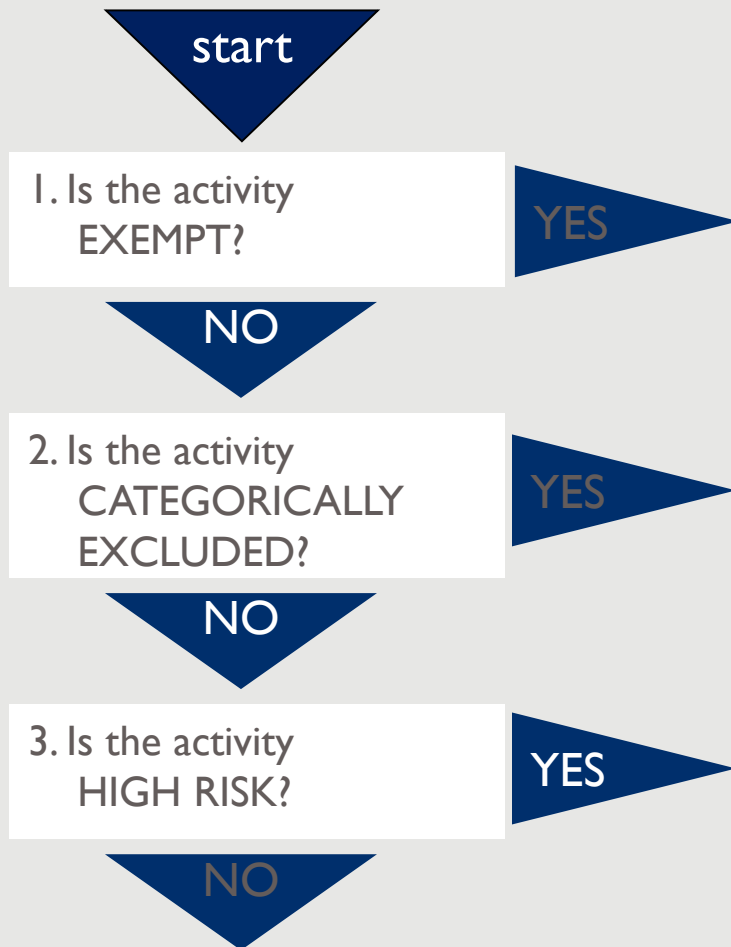 start
1. Is the activity
EXEMPT?
YES
NO
2. Is the activity
CATEGORICALLY
EXCLUDED?
YES
NO
3. Is the activity
HIGH RISK?
YES
NO